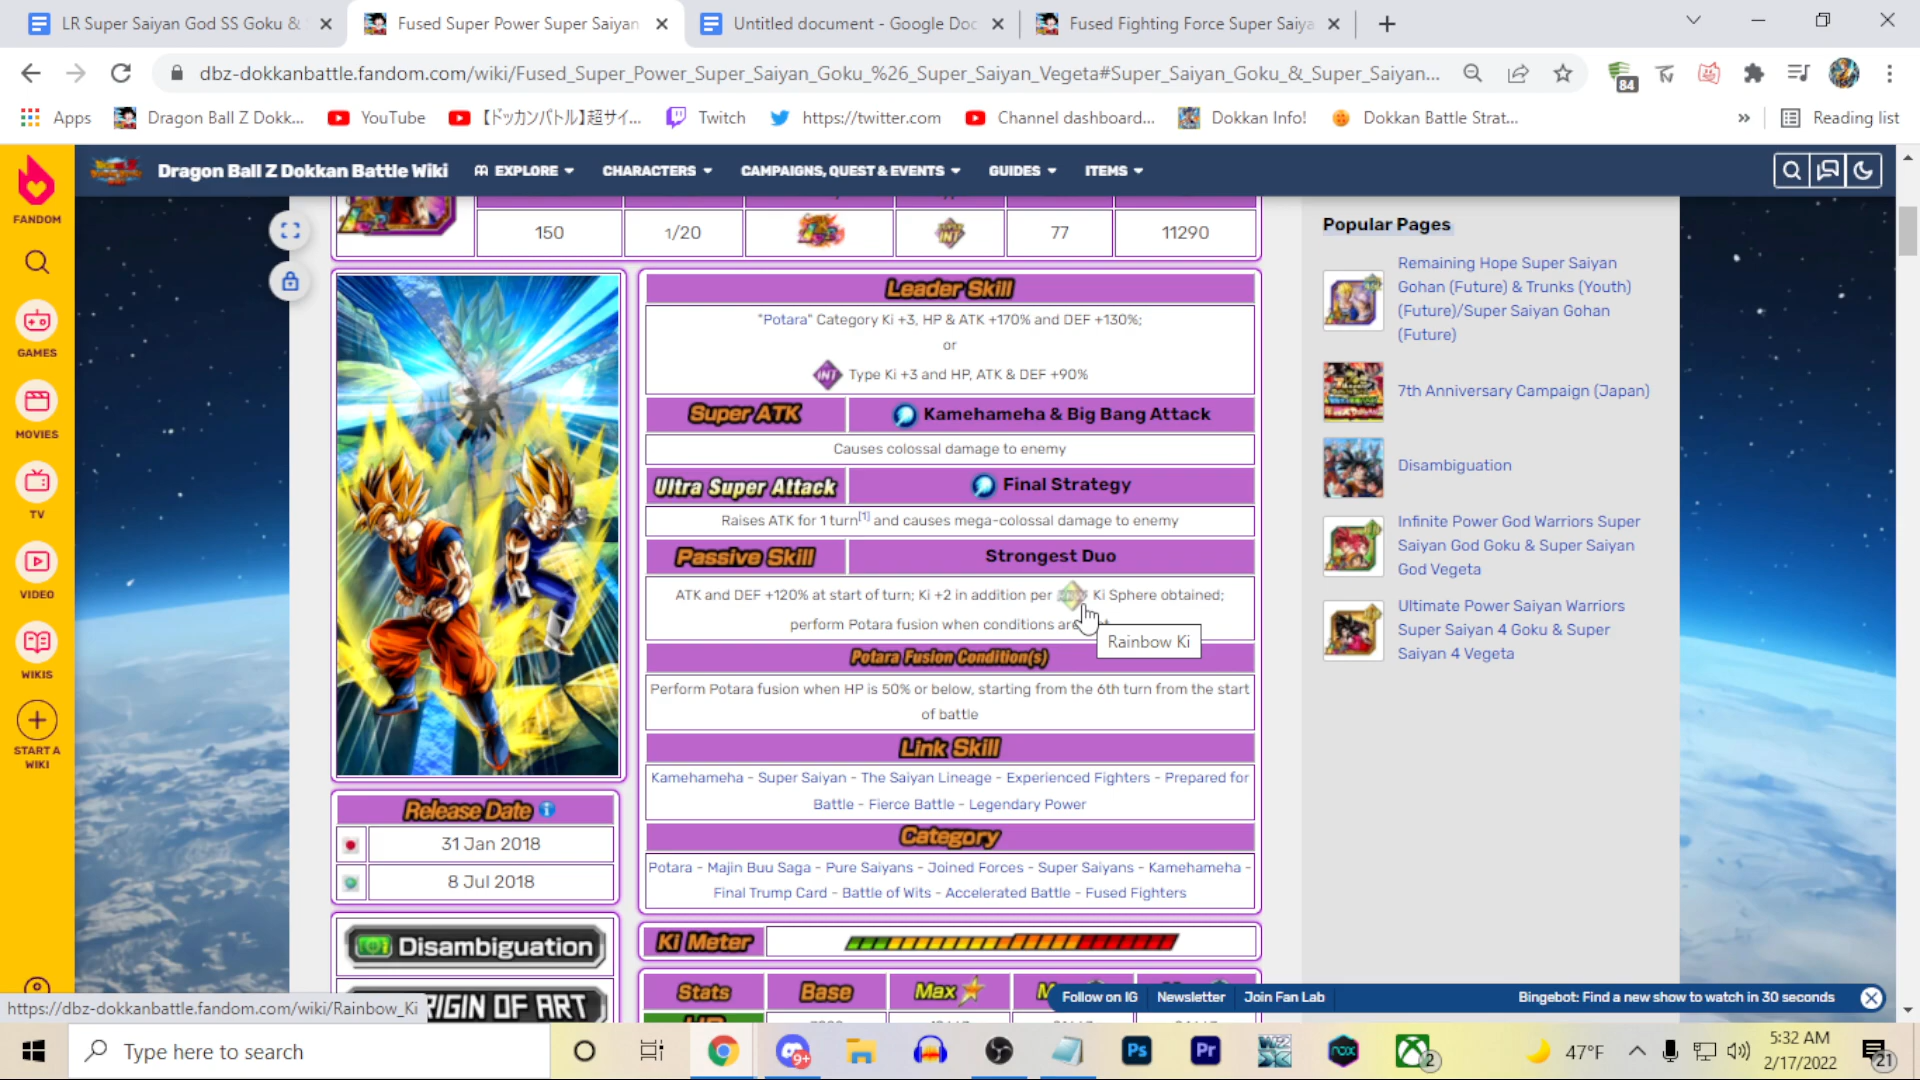 LR Super Saiyan God SS Goku &
Fused Super Power Super Saiyan
Untitled document - Google Doc
Fused Fighting Force Super Saiya
dbz-dokkanbattle.fandom.com/wiki/Fused_Super_Power_Super_Saiyan_Goku_%26_Super_Saiyan_Vegeta#Super_Saiyan_Goku_&_Super_Saiyan...
84
Apps
Dragon Ball Z Dokk...
YouTube
【ドッカンバトル】超サイ...
Twitch
https://twitter.com
Channel dashboard...
Dokkan Info!
Dokkan Battle Strat...
»
Reading list
Dragon Ball Z Dokkan Battle Wiki
EXPLORE
CHARACTERS
CAMPAIGNS, QUEST & EVENTS
GUIDES
ITEMS
FANDOM
GAMES
MOVIES
TV
VIDEO
WIKIS
START A
WIKI
150
1/20
77
11290
Leader Skill
"Potara" Category Ki +3, HP & ATK +170% and DEF +130%;
or
INT Type Ki +3 and HP, ATK & DEF +90%
Super ATK
Kamehameha & Big Bang Attack
Causes colossal damage to enemy
Ultra Super Attack
Final Strategy
Raises ATK for 1 turn[1] and causes mega-colossal damage to enemy
Passive Skill
Strongest Duo
ATK and DEF +120% at start of turn; Ki +2 in addition per Ki Sphere obtained;
perform Potara fusion when conditions are
Rainbow Ki
Potara Fusion Condition(s)
Perform Potara fusion when HP is 50% or below, starting from the 6th turn from the start
of battle
Link Skill
Kamehameha - Super Saiyan - The Saiyan Lineage - Experienced Fighters - Prepared for
Battle - Fierce Battle - Legendary Power
Category
Potara - Majin Buu Saga - Pure Saiyans - Joined Forces - Super Saiyans - Kamehameha -
Final Trump Card - Battle of Wits - Accelerated Battle - Fused Fighters
Ki Meter
Stats
Base
Max
Release Date
31 Jan 2018
8 Jul 2018
Disambiguation
RIGIN OF ART
Popular Pages
Remaining Hope Super Saiyan
Gohan (Future) & Trunks (Youth)
(Future)/Super Saiyan Gohan
(Future)
7th Anniversary Campaign (Japan)
Disambiguation
Infinite Power God Warriors Super
Saiyan God Goku & Super Saiyan
God Vegeta
Ultimate Power Saiyan Warriors
Super Saiyan 4 Goku & Super
Saiyan 4 Vegeta
Follow on IG
Newsletter
Join Fan Lab
Bingebot: Find a new show to watch in 30 seconds
https://dbz-dokkanbattle.fandom.com/wiki/Rainbow_Ki
Type here to search
9+
Ps
Pr
nox
2
47°F
5:32 AM
2/17/2022
21